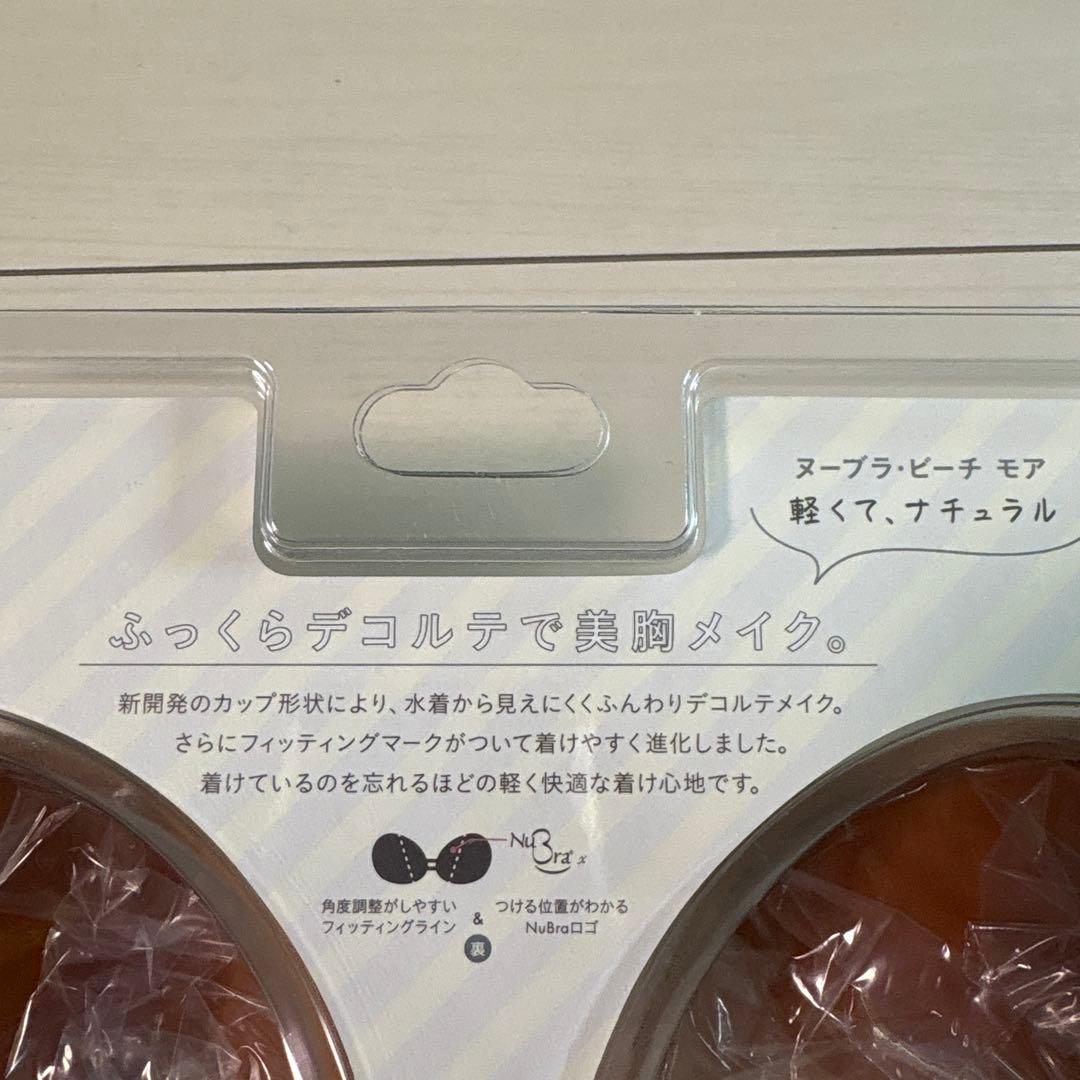 ヌーブラ・ビーチ モア
軽くて、ナチュラル
ふっくらデコルテで美胸メイク。
新開発のカップ形状により、水着から見えにくくふんわりデコルテメイク。
さらにフィッティングマークがついて着けやすく進化しました。
着けているのを忘れるほどの軽く快適な着け心地です。
NuBra® x
角度調整がしやすい
フィッティングライン
&
つける位置がわかる
NuBraロゴ
裏